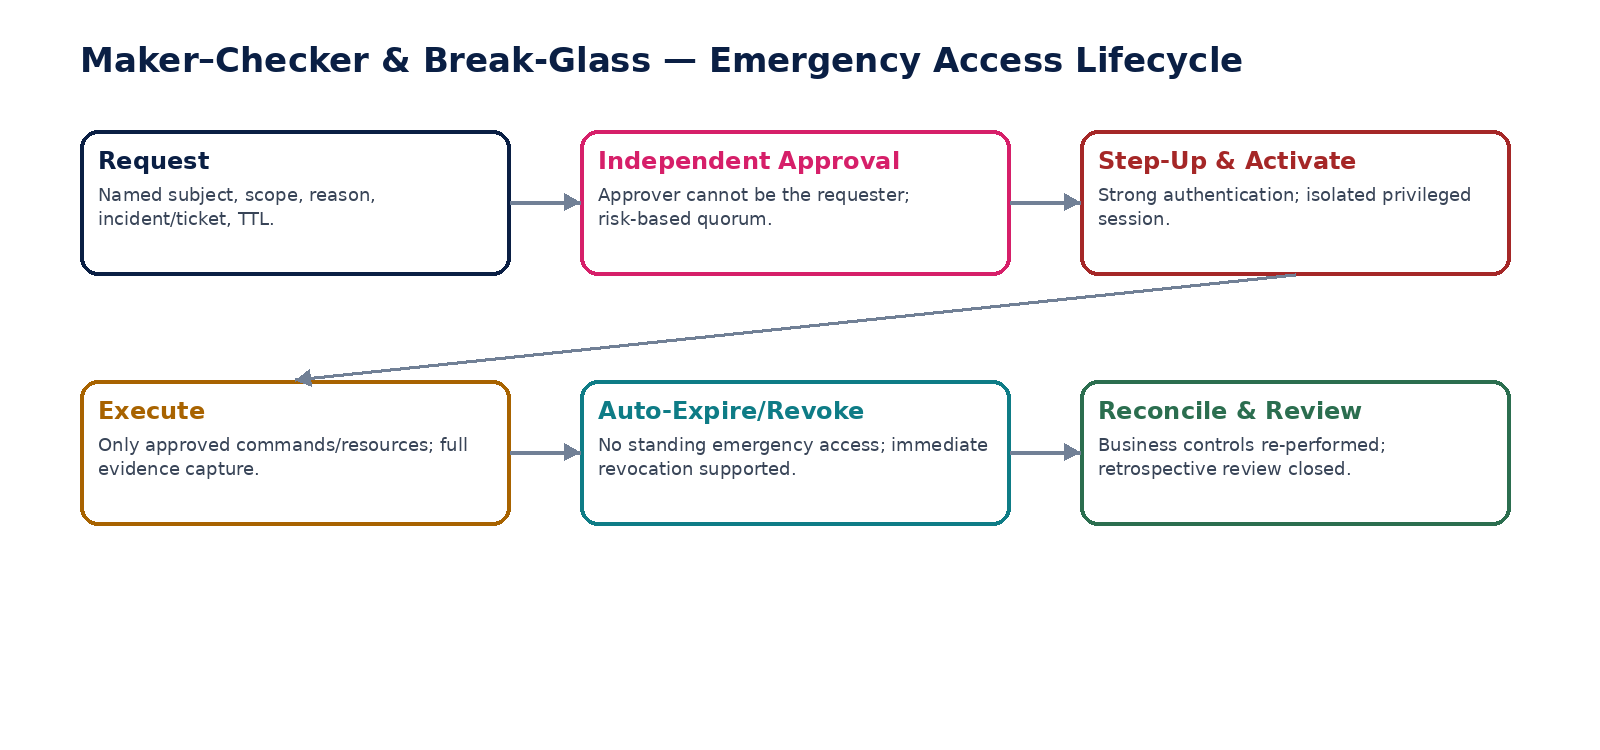 Maker–Checker & Break-Glass — Emergency Access Lifecycle
Request
Named subject, scope, reason,
incident/ticket, TTL.
Independent Approval
Approver cannot be the requester;
risk-based quorum.
Step-Up & Activate
Strong authentication; isolated privileged
session.
Execute
Only approved commands/resources; full
evidence capture.
Auto-Expire/Revoke
No standing emergency access; immediate
revocation supported.
Reconcile & Review
Business controls re-performed;
retrospective review closed.